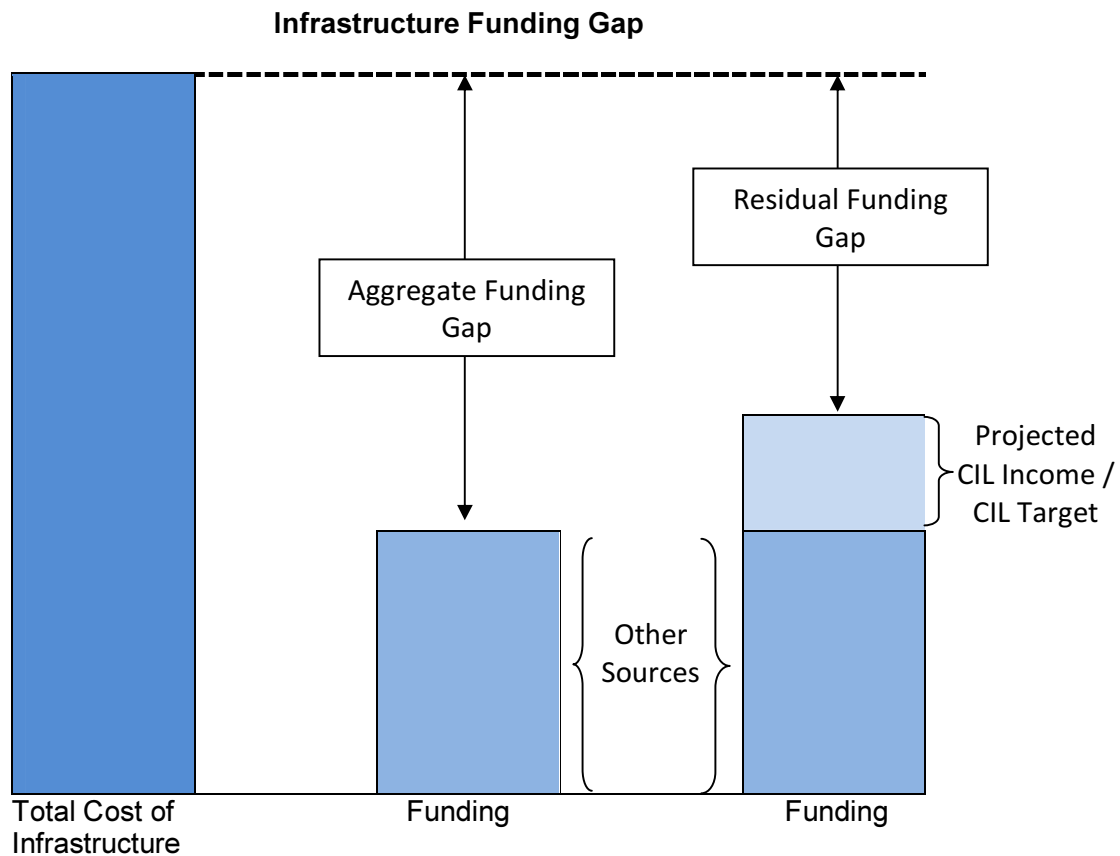 Infrastructure Funding Gap
Residual Funding
Gap
Aggregate Funding
Gap
Projected
CIL Income /
CIL Target
Other
Sources
Total Cost of
Infrastructure
Funding
Funding